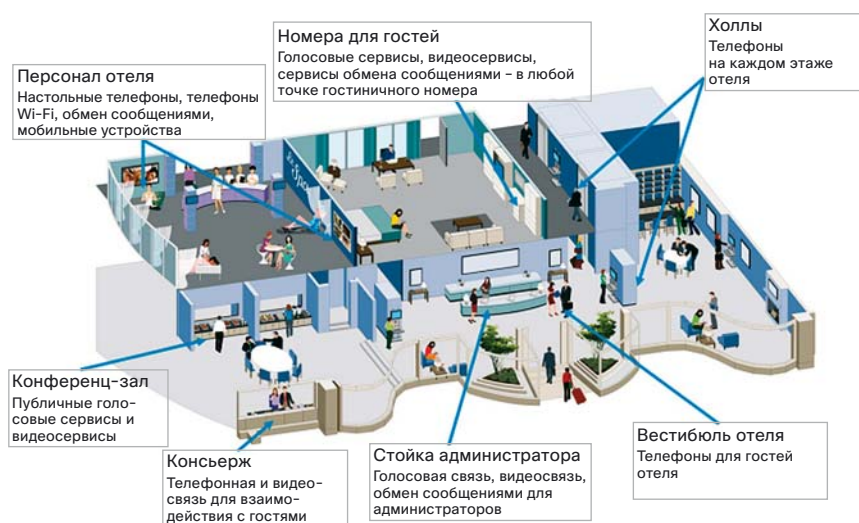 Номера для гостей
Голосовые сервисы, видеосервисы,
сервисы обмена сообщениями – в любой
точке гостиничного номера
Холлы
Телефоны
на каждом этаже
отеля
Персонал отеля
Настольные телефоны, телефоны
Wi-Fi, обмен сообщениями,
мобильные устройства
Конференц-зал
Публичные голо-
совые сервисы и
видеосервисы
Консьерж
Телефонная и видео-
связь для взаимо-
действия с гостями
Стойка администратора
Голосовая связь, видеосвязь,
обмен сообщениями для
администраторов
Вестибюль отеля
Телефоны для гостей
отеля